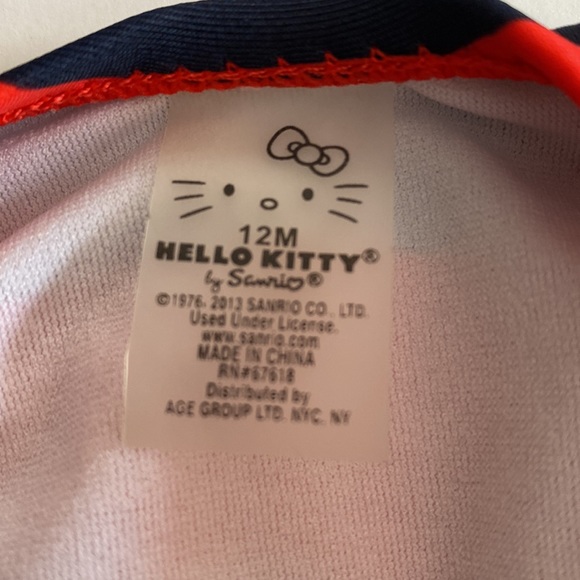 12M
HELLO KITTY®
by Sanrio®
©1976, 2013 SANRIO CO., LTD.
Used Under License.
www.sanrio.com
MADE IN CHINA
RN#67618
Distributed by
AGE GROUP LTD. NYC, NY